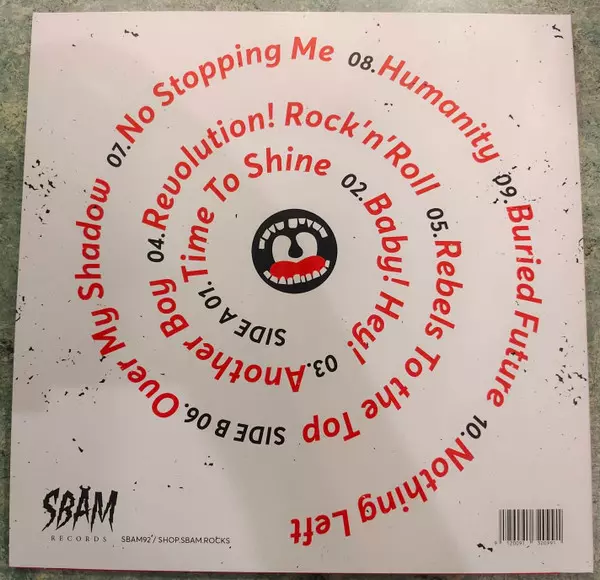 SIDE A 01.Time To Shine
02.Baby! Hey!
03.Another Boy
04.Revolution! Rock'n'Roll
05.Rebels To the Top
SIDE B 06.Over My Shadow
07.No Stopping Me
08.Humanity
09.Buried Future
10.Nothing Left
SBÄM
RECORDS
SBAM92 / SHOP.SBAM.ROCKS